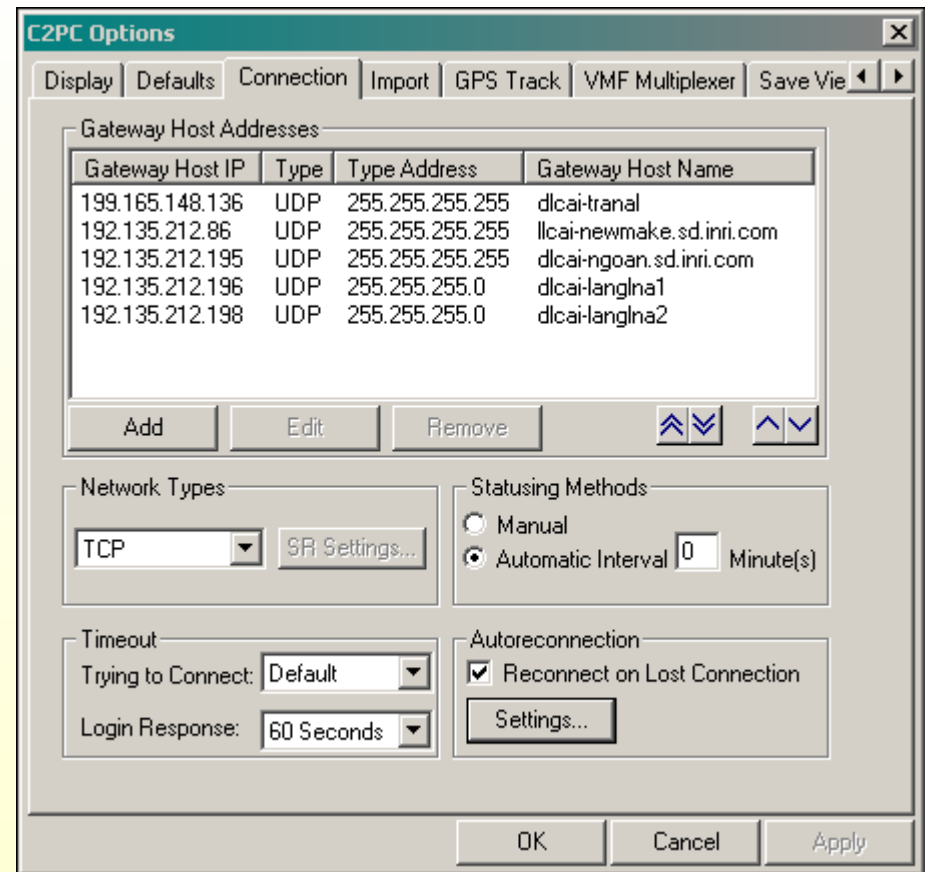 C2PC Options
Display Defaults Connection Import GPS Track VMF Multiplexer Save Vie
Gateway Host Addresses
Gateway Host IP Type Type Address Gateway Host Name
199.165.148.136 UDP 255.255.255.255 dlcai-tranal
192.135.212.86 UDP 255.255.255.255 llcai-newmake.sd.inri.com
192.135.212.195 UDP 255.255.255.255 dlcai-ngoan.sd.inri.com
192.135.212.196 UDP 255.255.255.0 dlcai-langlna1
192.135.212.198 UDP 255.255.255.0 dlcai-langlna2
Add Edit Remove
Network Types
TCP SR Settings...
Statusing Methods
Manual
Automatic Interval 0 Minute(s)
Timeout
Trying to Connect: Default
Login Response: 60 Seconds
Autoreconnection
Reconnect on Lost Connection
Settings...
OK Cancel Apply